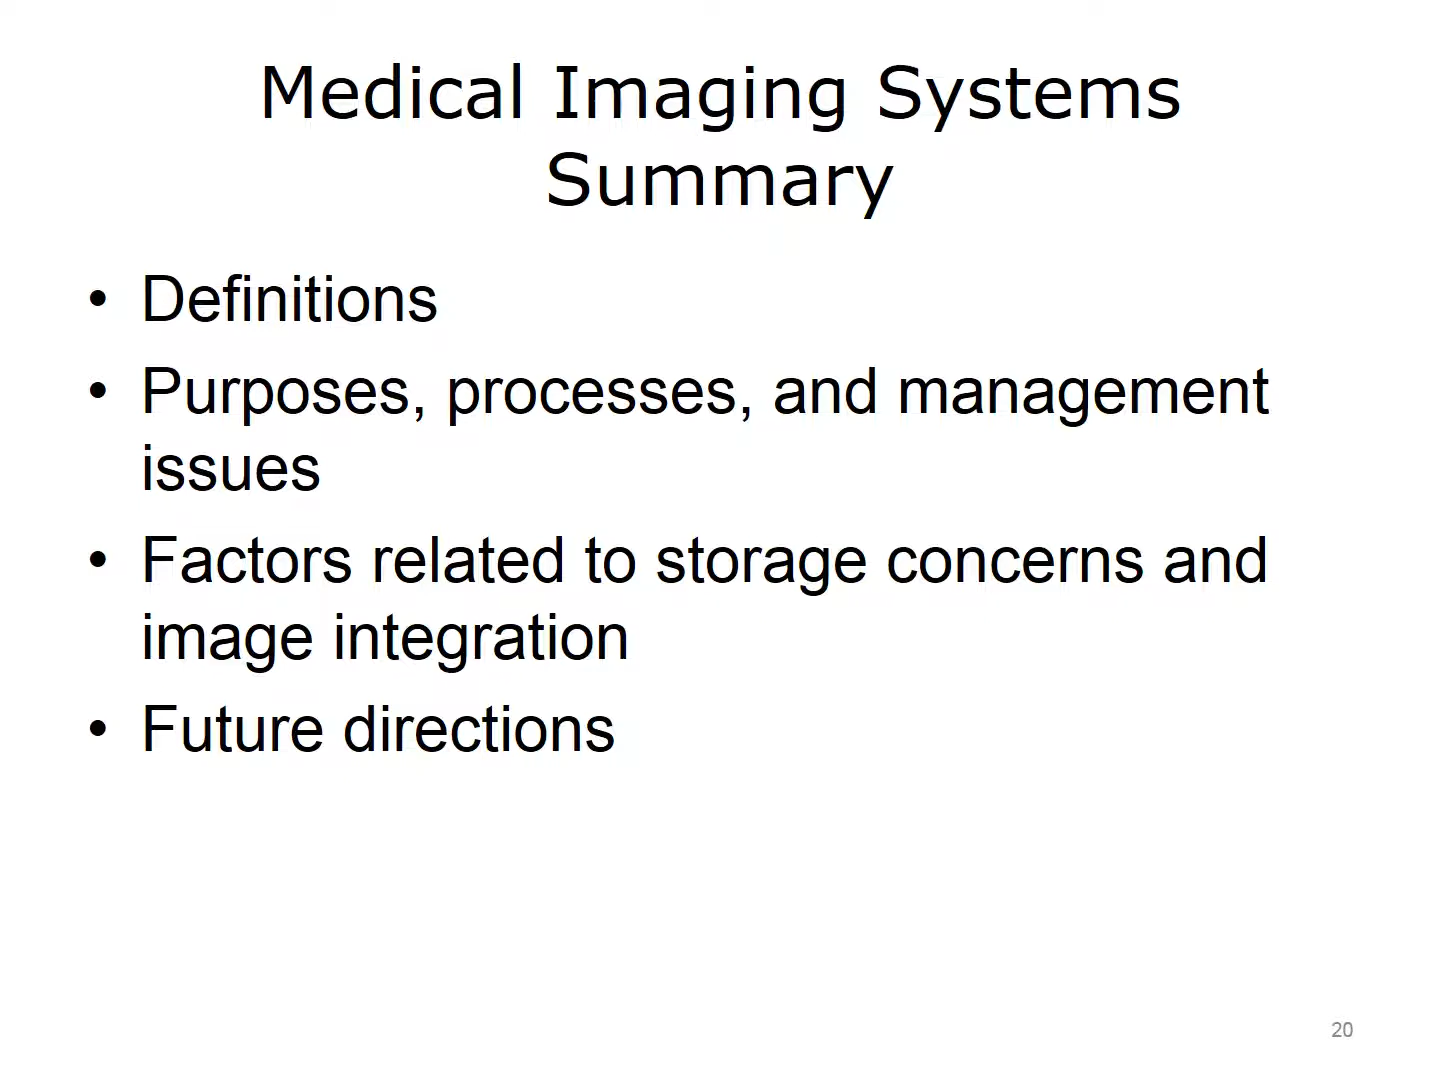 Medical Imaging Systems
Summary
• Definitions
• Purposes, processes, and management
issues
• Factors related to storage concerns and
image integration
• Future directions
20